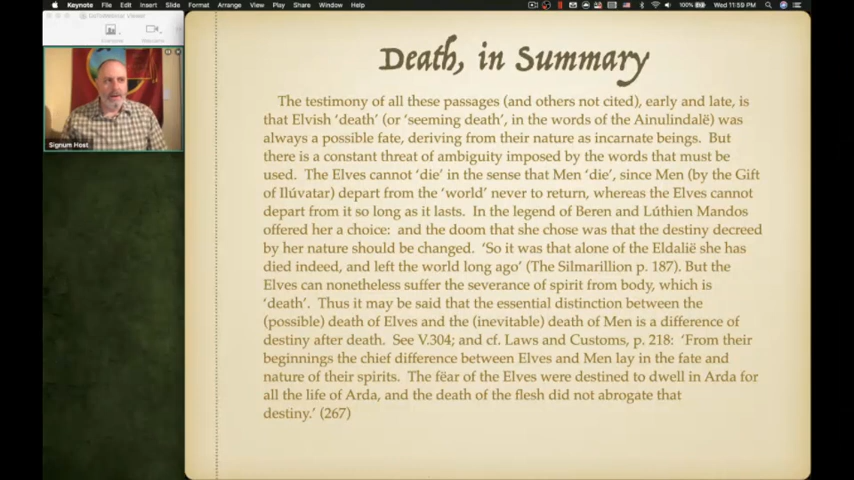 Keynote File Edit Insert Slide Format Arrange View Play Share Window Help 100% Wed 11:59 PM
Signum Host
Death, in Summary
The testimony of all these passages (and others not cited), early and late, is
that Elvish ‘death’ (or ‘seeming death’, in the words of the Ainulindalë) was
always a possible fate, deriving from their nature as incarnate beings. But
there is a constant threat of ambiguity imposed by the words that must be
used. The Elves cannot ‘die’ in the sense that Men ‘die’, since Men (by the Gift
of Ilúvatar) depart from the ‘world’ never to return, whereas the Elves cannot
depart from it so long as it lasts. In the legend of Beren and Lúthien Mandos
offered her a choice: and the doom that she chose was that the destiny decreed
by her nature should be changed. ‘So it was that alone of the Eldalië she has
died indeed, and left the world long ago’ (The Silmarillion p. 187). But the
Elves can nonetheless suffer the severance of spirit from body, which is
‘death’. Thus it may be said that the essential distinction between the
(possible) death of Elves and the (inevitable) death of Men is a difference of
destiny after death. See V.304; and cf. Laws and Customs, p. 218: ‘From their
beginnings the chief difference between Elves and Men lay in the fate and
nature of their spirits. The fëar of the Elves were destined to dwell in Arda for
all the life of Arda, and the death of the flesh did not abrogate that
destiny.’ (267)